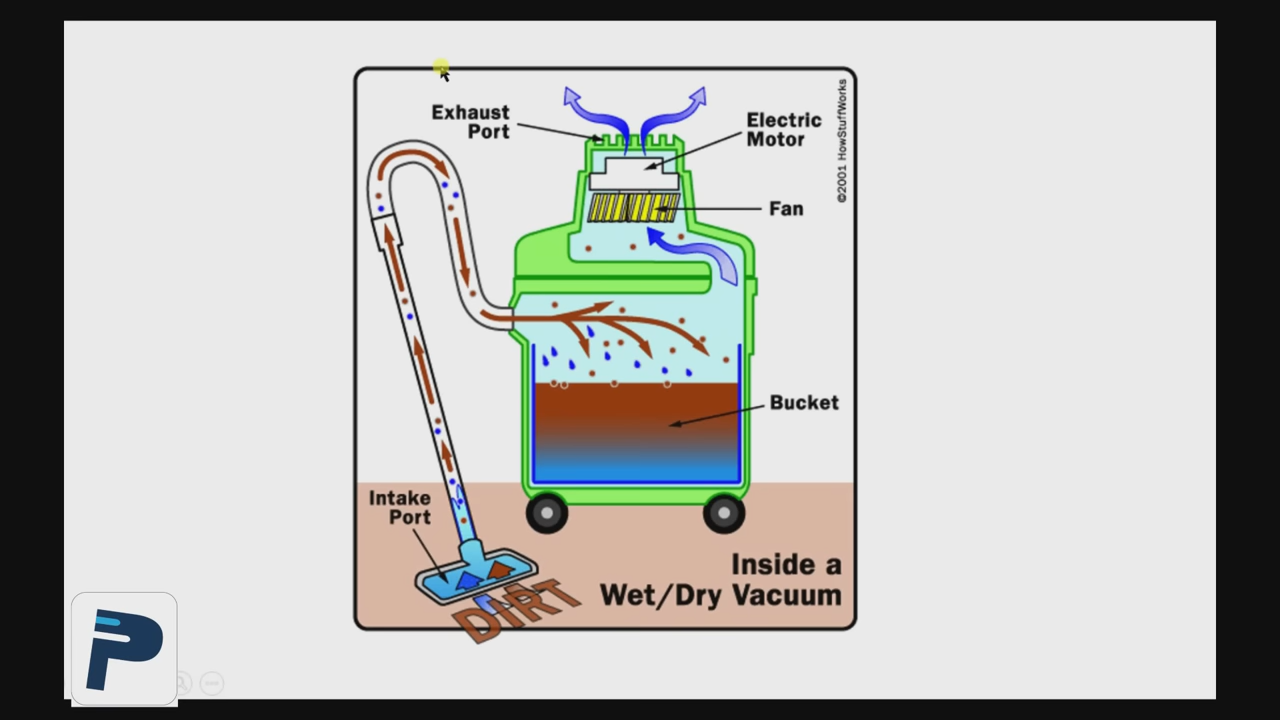 Exhaust
Port
Electric
Motor
©2001 HowStuffWorks
Fan
Bucket
Intake
Port
DIRT
Inside a
Wet/Dry Vacuum
P